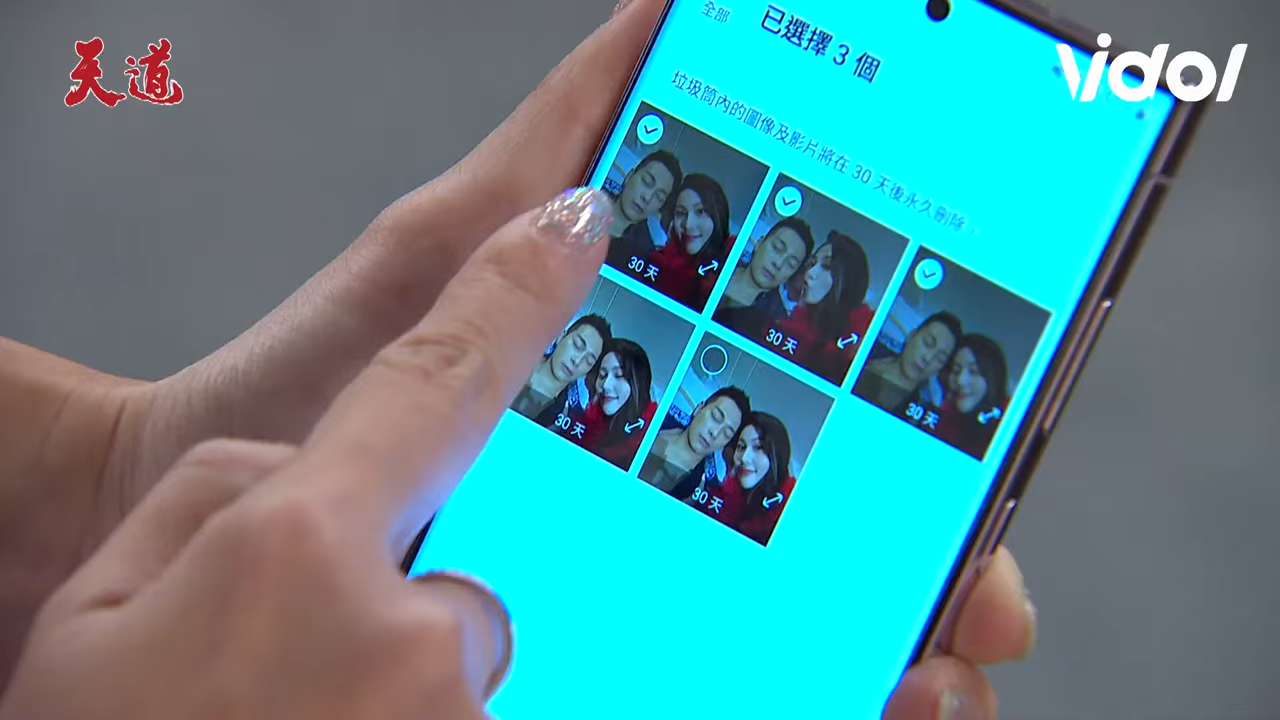 天道
vidol
全部
已選擇 3 個
垃圾筒內的圖像及影片將在 30 天後永久刪除。
30 天
30 天
30 天
30 天
30 天